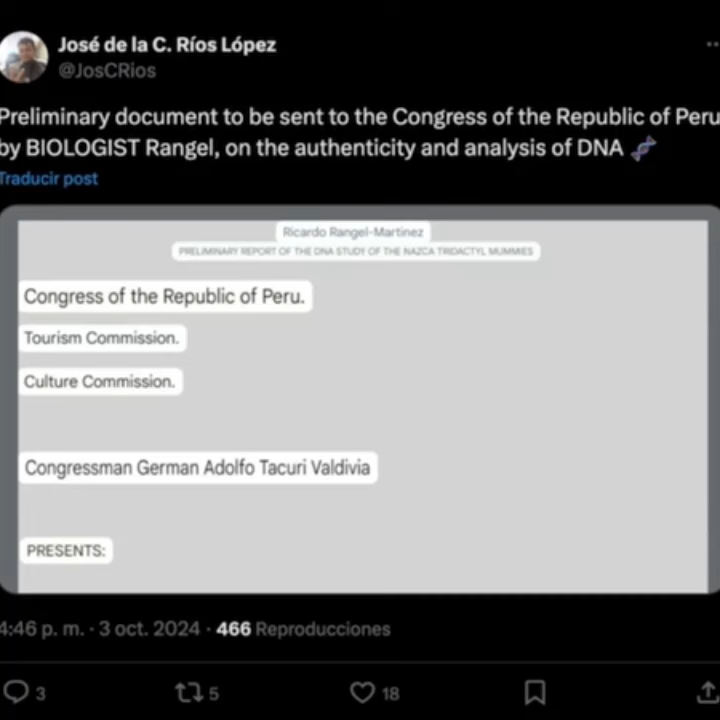 José de la C. Ríos López
@JosCRios
Preliminary document to be sent to the Congress of the Republic of Peru
by BIOLOGIST Rangel, on the authenticity and analysis of DNA 🧬
Traducir post
Ricardo Rangel-Martinez
PRELIMINARY REPORT OF THE DNA STUDY OF THE NAZCA TRIDACTYL MUMMIES
Congress of the Republic of Peru.
Tourism Commission.
Culture Commission.
Congressman German Adolfo Tacuri Valdivia
PRESENTS:
4:46 p. m. · 3 oct. 2024 · 466 Reproducciones
3 5 18